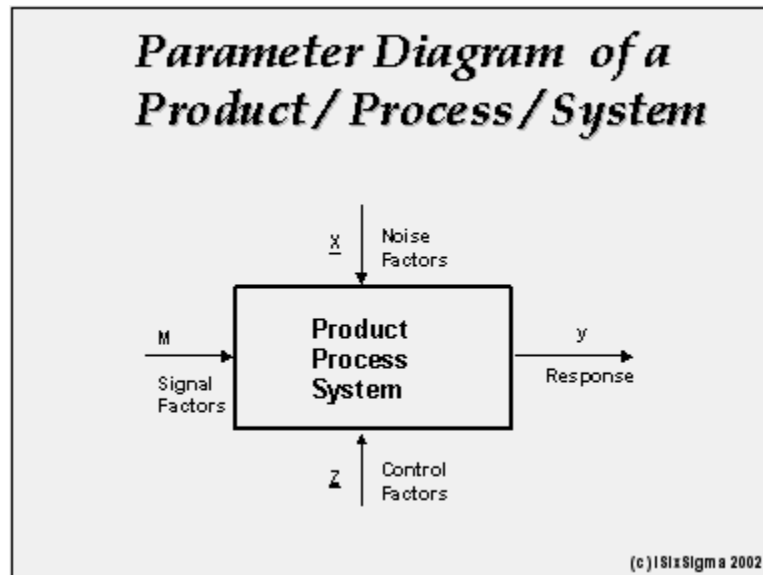 Parameter Diagram of a
Product / Process / System
X
Noise
Factors
M
Signal
Factors
Product
Process
System
y
Response
Z
Control
Factors
(c) iSixSigma 2002